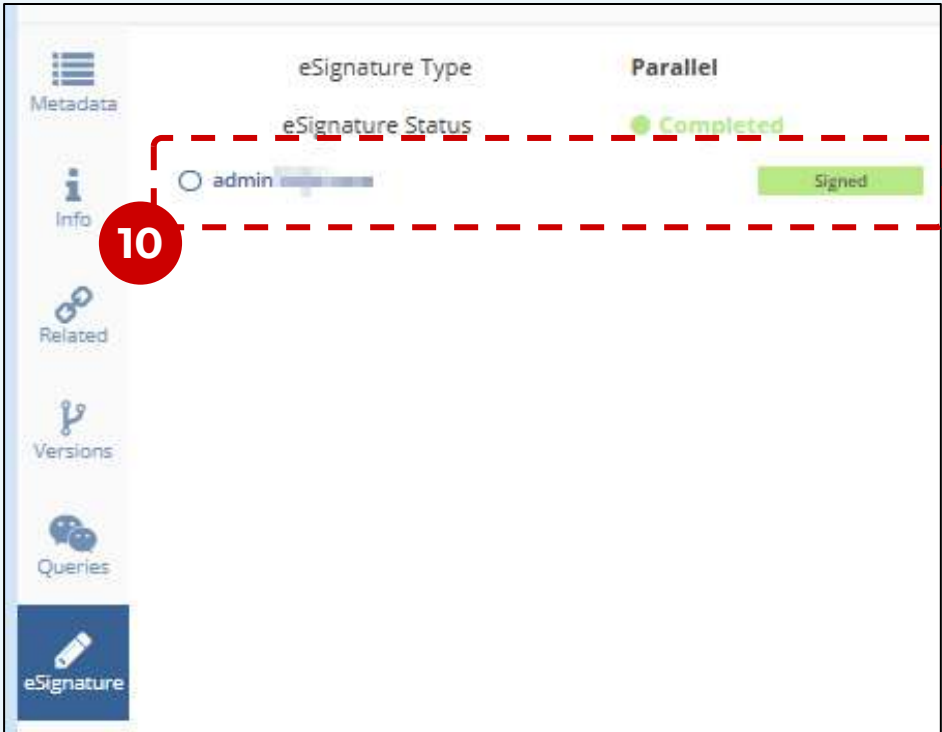 Metadata
eSignature Type Parallel
eSignature Status Completed
admin Signed
Info
10
Related
Versions
Queries
eSignature